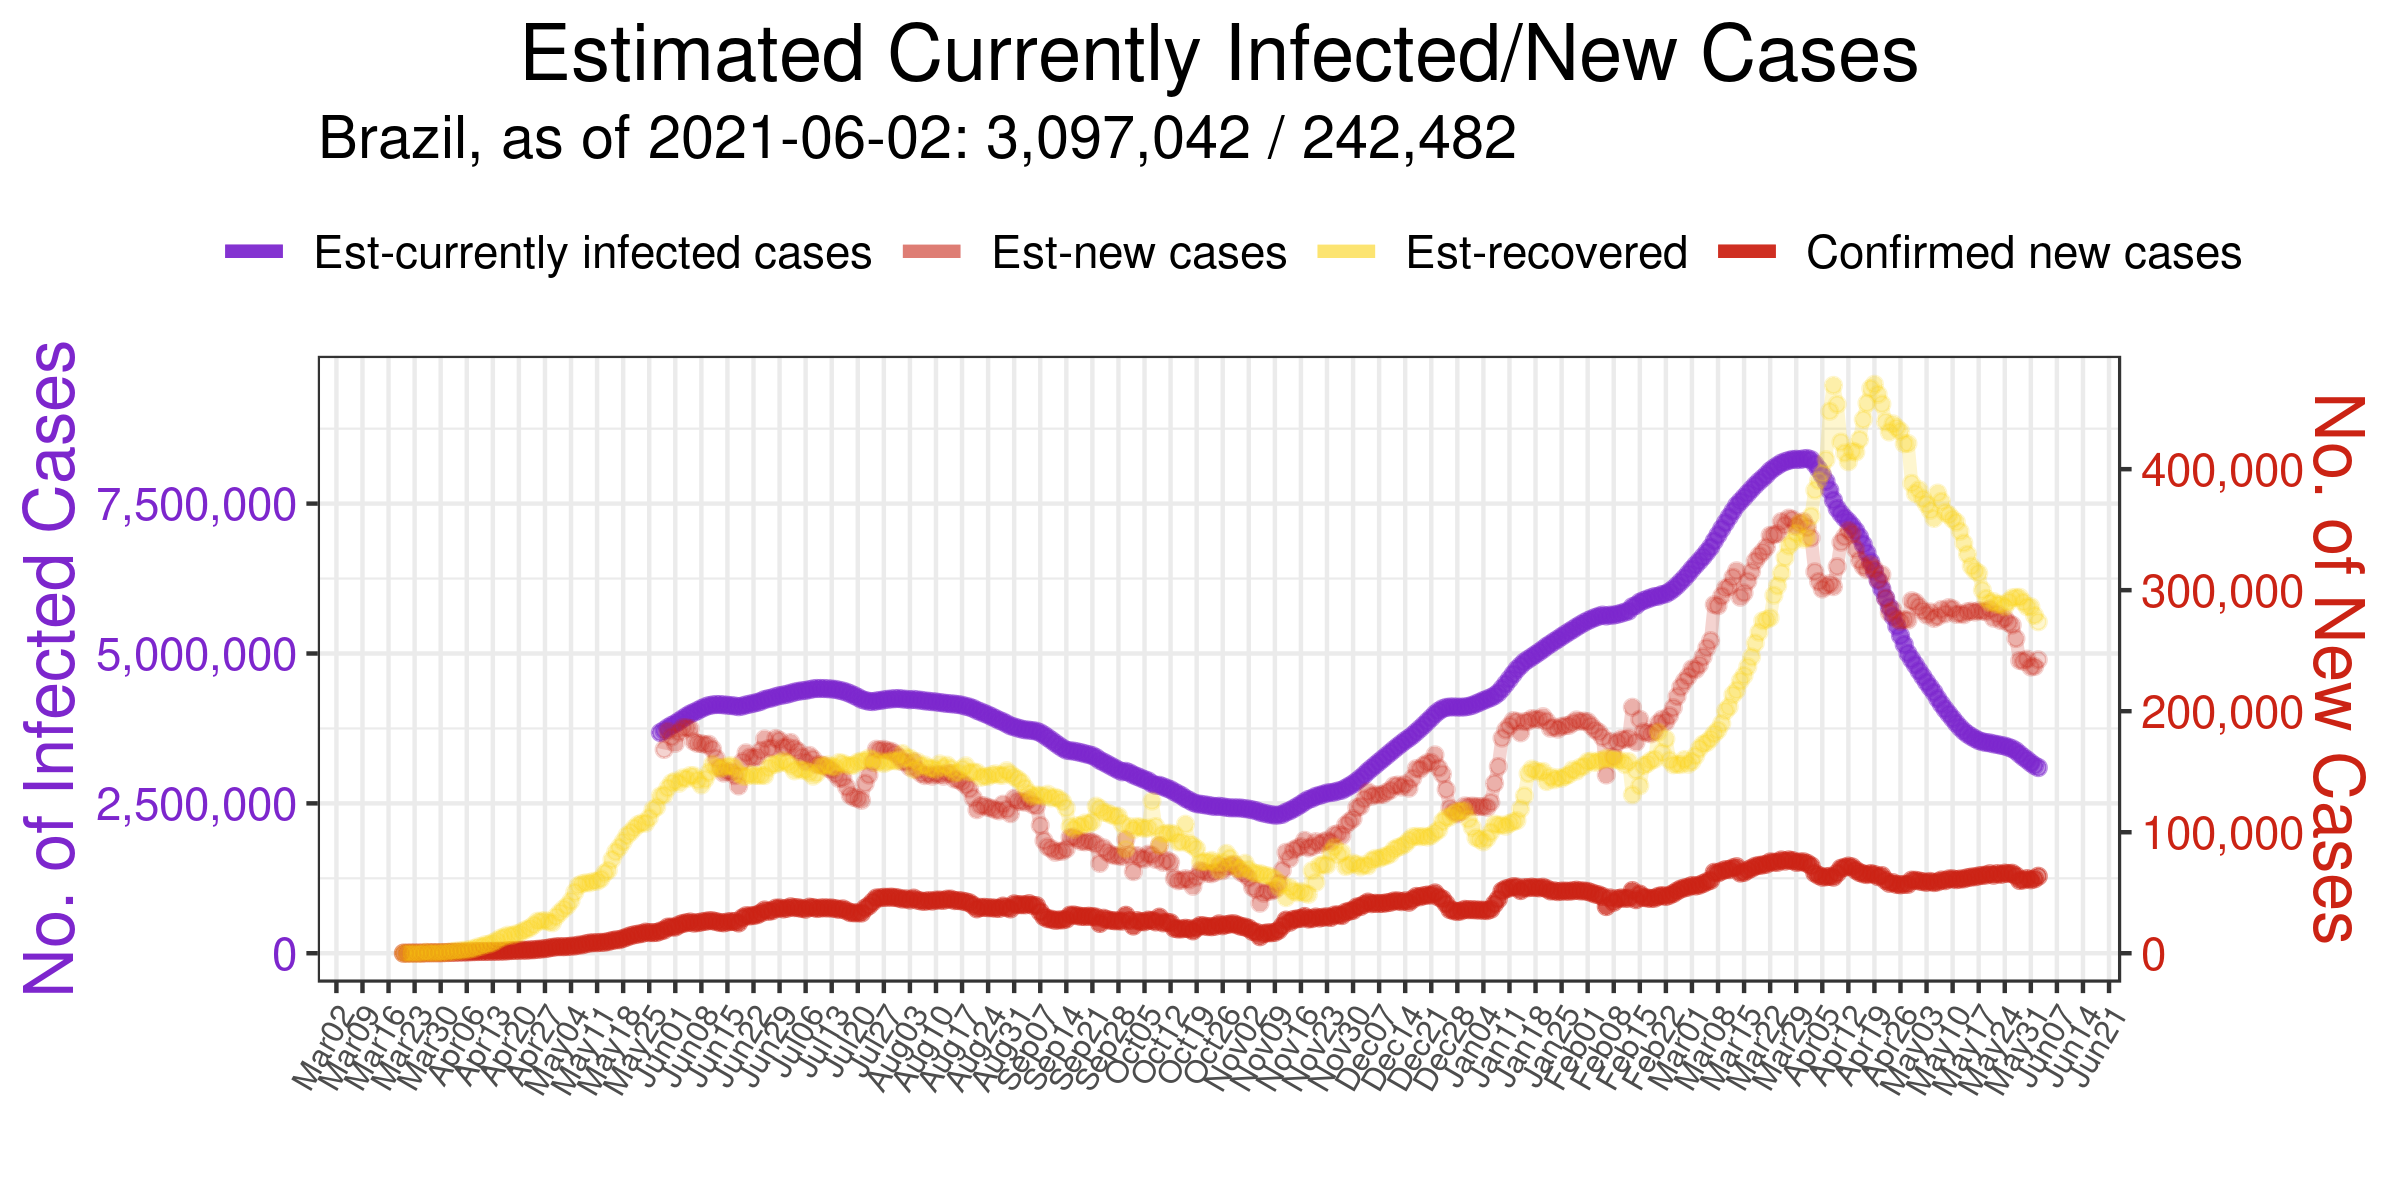 Estimated Currently Infected/New Cases
Brazil, as of 2021-06-02: 3,097,042 / 242,482
Est-currently infected cases Est-new cases Est-recovered Confirmed new cases
No. of Infected Cases
7,500,000
5,000,000
2,500,000
0
400,000
300,000
200,000
100,000
0
No. of New Cases
Mar02 Mar09 Mar16 Mar23 Mar30 Apr06 Apr13 Apr20 Apr27 May04 May11 May18 May25 Jun01 Jun08 Jun15 Jun22 Jun29 Jul06 Jul13 Jul20 Jul27 Aug03 Aug10 Aug17 Aug24 Aug31 Sep07 Sep14 Sep21 Sep28 Oct05 Oct12 Oct19 Oct26 Nov02 Nov09 Nov16 Nov23 Nov30 Dec07 Dec14 Dec21 Dec28 Jan04 Jan11 Jan18 Jan25 Feb01 Feb08 Feb15 Feb22 Mar01 Mar08 Mar15 Mar22 Mar29 Apr05 Apr12 Apr19 Apr26 May03 May10 May17 May24 May31 Jun07 Jun14 Jun21